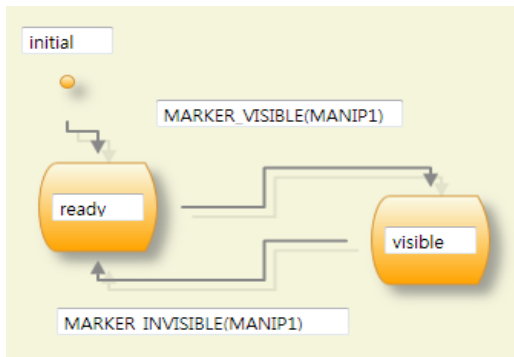 initial
MARKER_VISIBLE(MANIP1)
ready
visible
MARKER_INVISIBLE(MANIP1)